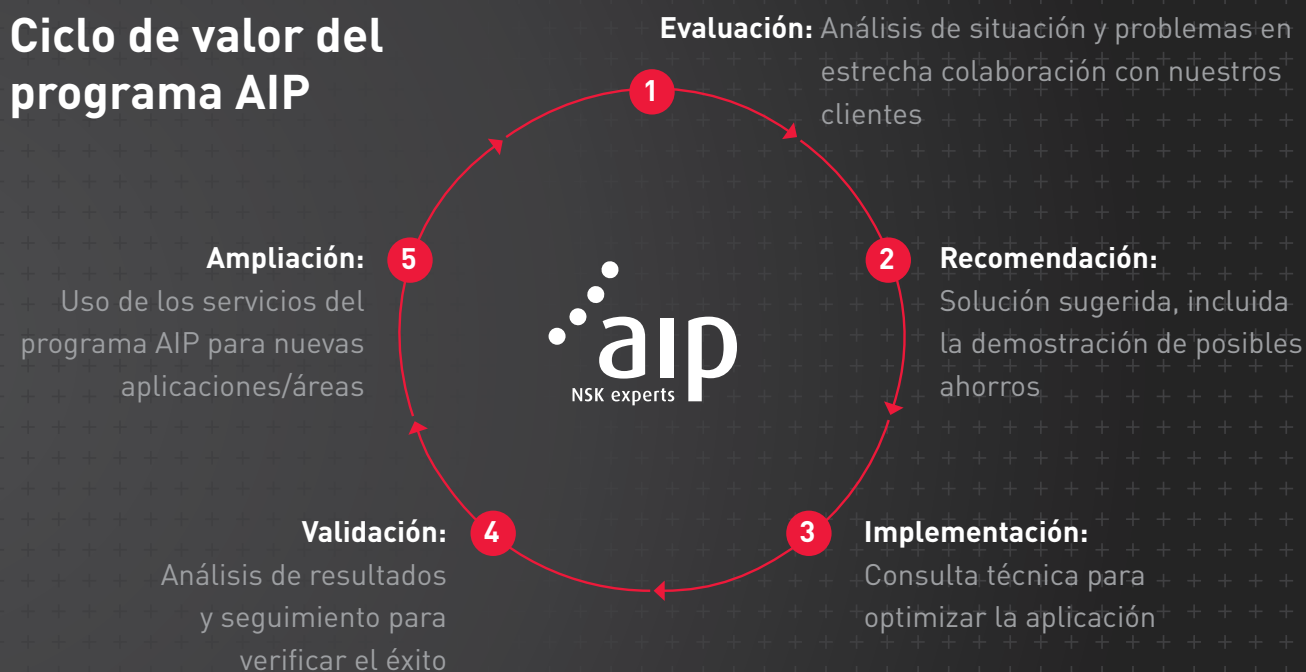 Ciclo de valor del
programa AIP
1
Evaluación: Análisis de situación y problemas en
estrecha colaboración con nuestros
clientes
2
Recomendación:
Solución sugerida, incluida
la demostración de posibles
ahorros
3
Implementación:
Consulta técnica para
optimizar la aplicación
4
Validación:
Análisis de resultados
y seguimiento para
verificar el éxito
5
Ampliación:
Uso de los servicios del
programa AIP para nuevas
aplicaciones/áreas
aip
NSK experts